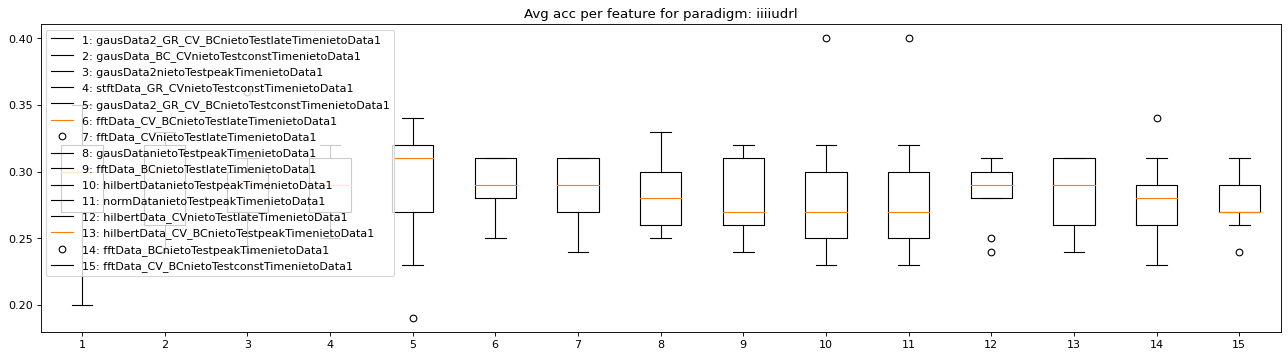 Avg acc per feature for paradigm: iiiiudrl
0.40
0.35
0.30
0.25
0.20
1: gausData2_GR_CV_BCnietoTestlateTimenietoData1
2: gausData_BC_CVnietoTestconstTimenietoData1
3: gausData2nietoTestpeakTimenietoData1
4: stftData_GR_CVnietoTestconstTimenietoData1
5: gausData2_GR_CV_BCnietoTestconstTimenietoData1
6: fftData_CV_BCnietoTestlateTimenietoData1
7: fftData_CVnietoTestlateTimenietoData1
8: gausDatanietoTestpeakTimenietoData1
9: fftData_BCnietoTestlateTimenietoData1
10: hilbertDatanietoTestpeakTimenietoData1
11: normDatanietoTestpeakTimenietoData1
12: hilbertData_CVnietoTestlateTimenietoData1
13: hilbertData_CV_BCnietoTestpeakTimenietoData1
14: fftData_BCnietoTestpeakTimenietoData1
15: fftData_CV_BCnietoTestconstTimenietoData1
1 2 3 4 5 6 7 8 9 10 11 12 13 14 15